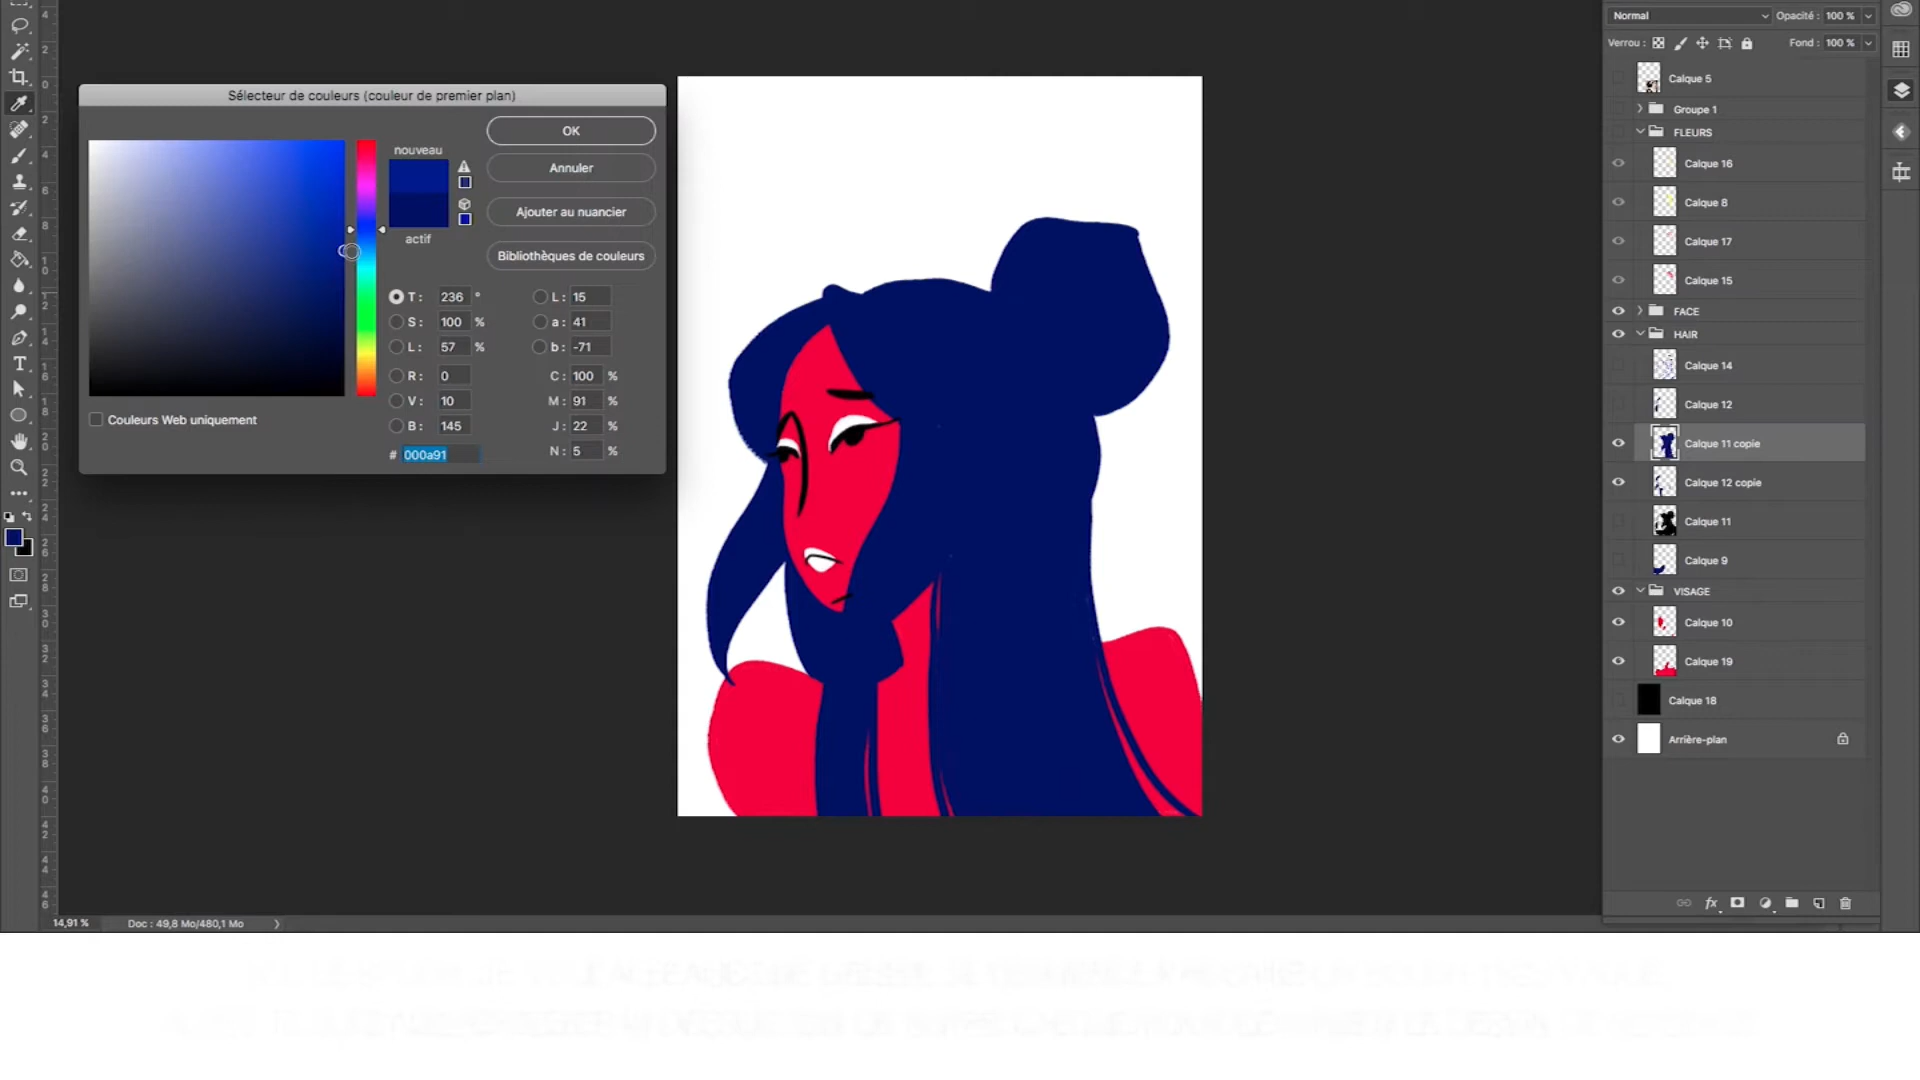 Normal
Opacité : 100 %
Verrou :
Fond : 100 %
Calque 5
Groupe 1
FLEURS
Calque 16
Calque 8
Calque 17
Calque 15
FACE
HAIR
Calque 14
Calque 12
Calque 11 copie
Calque 12 copie
Calque 11
Calque 9
VISAGE
Calque 10
Calque 19
Calque 18
Arrière-plan
Sélecteur de couleurs (couleur de premier plan)
nouveau
actif
OK
Annuler
Ajouter au nuancier
Bibliothèques de couleurs
T : 236 °
L : 15
S : 100 %
a : 41
L : 57 %
b : -71
R : 0
C : 100 %
V : 10
M : 91 %
B : 145
J : 22 %
# 000a91
N : 5 %
Couleurs Web uniquement
14,91 %
Doc : 49,8 Mo/480,1 Mo